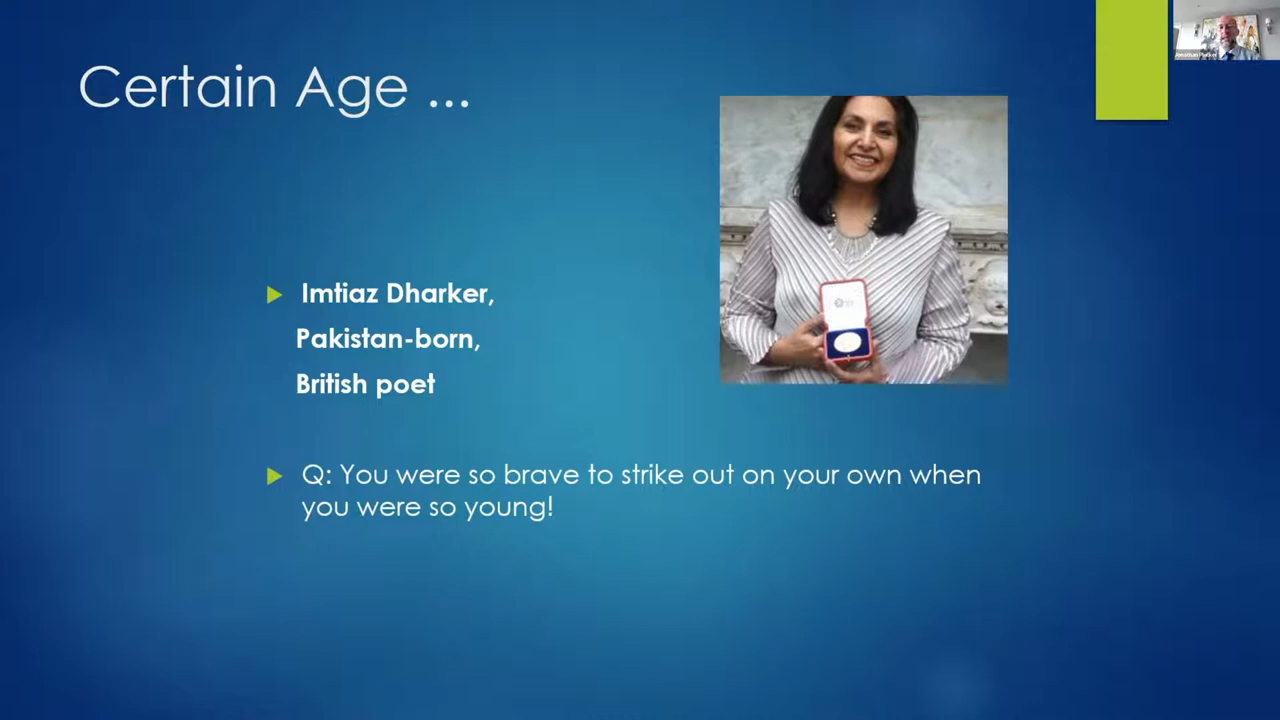 Certain Age ...
Imtiaz Dharker,
Pakistan-born,
British poet
Q: You were so brave to strike out on your own when
you were so young!
Jonathan